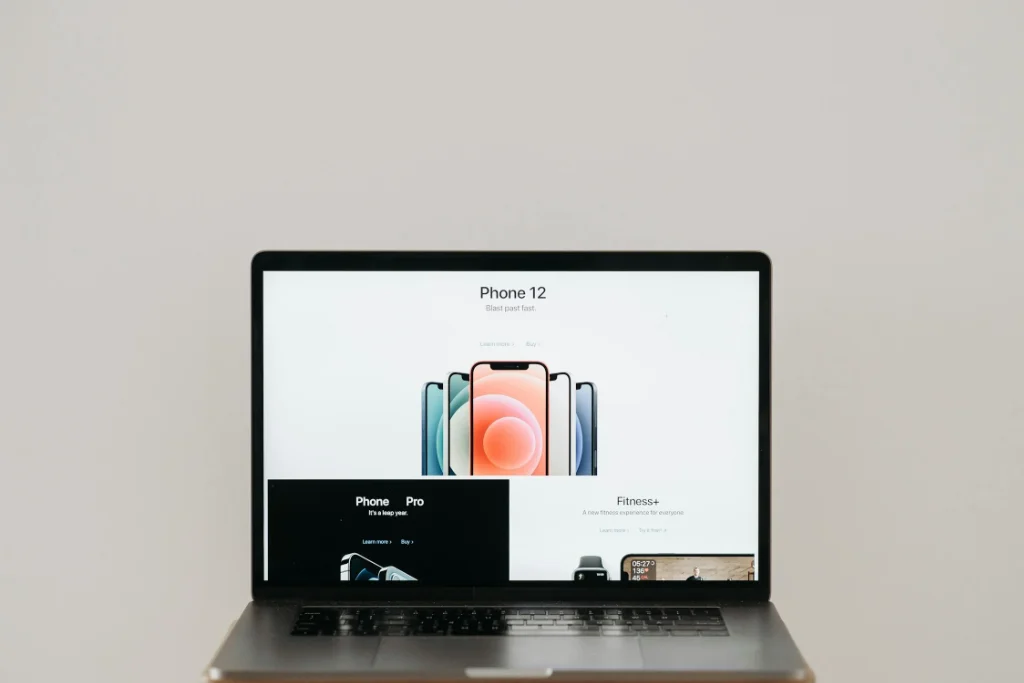 Phone 12
Blast past fast.
Learn more › Buy ›
Phone Pro
It's a leap year.
Learn more › Buy ›
Fitness+
A new fitness experience for everyone
Learn more › Try it free ›
05:27
136
46